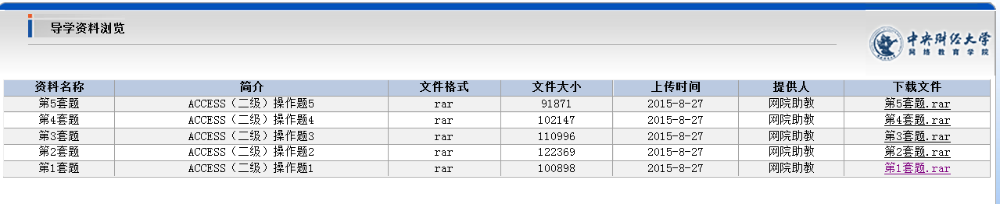 导学资料浏览
中央财经大学
网络教育学院
资料名称 简介 文件格式 文件大小 上传时间 提供人 下载文件
第5套题 ACCESS（二级）操作题5 rar 91871 2015-8-27 网院助教 第5套题.rar
第4套题 ACCESS（二级）操作题4 rar 102147 2015-8-27 网院助教 第4套题.rar
第3套题 ACCESS（二级）操作题3 rar 110996 2015-8-27 网院助教 第3套题.rar
第2套题 ACCESS（二级）操作题2 rar 122369 2015-8-27 网院助教 第2套题.rar
第1套题 ACCESS（二级）操作题1 rar 100898 2015-8-27 网院助教 第1套题.rar